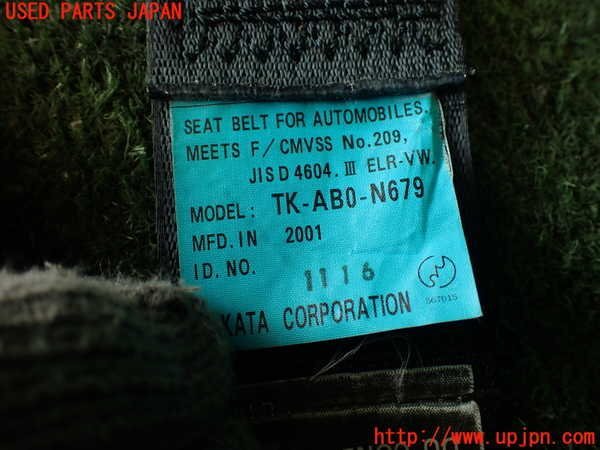 USED PARTS JAPAN
SEAT BELT FOR AUTOMOBILES.
MEETS F/CMVSS No.209,
JIS D 4604. III ELR-VW.
MODEL: TK-AB0-N679
MFD. IN 2001
ID. NO. 1116
567015
KATA CORPORATION
http://www.upjpn.com/